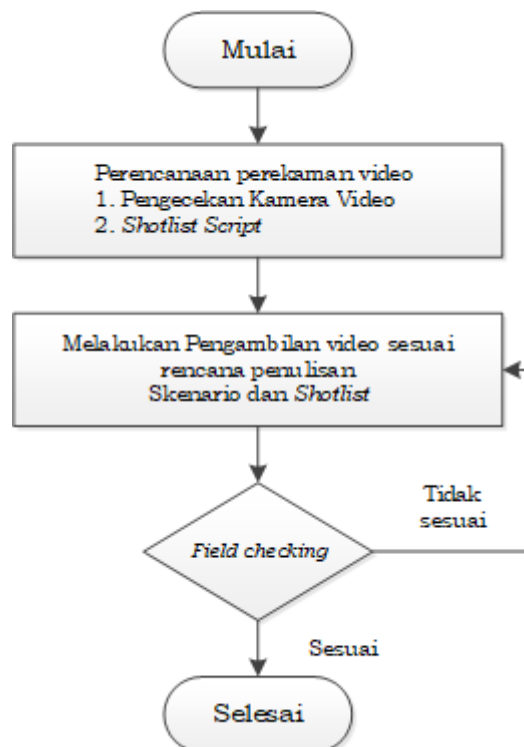 Mulai
Perencanaan perekaman video
1. Pengecekan Kamera Video
2. Shotlist Script
Melakukan Pengambilan video sesuai
rencana penulisan
Skenario dan Shotlist
Field checking
Tidak
sesuai
Sesuai
Selesai